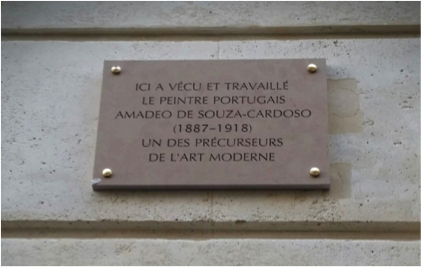 ICI A VÉCU ET TRAVAILLÉ
LE PEINTRE PORTUGAIS
AMADEO DE SOUZA-CARDOSO
(1887-1918)
UN DES PRÉCURSEURS
DE L'ART MODERNE